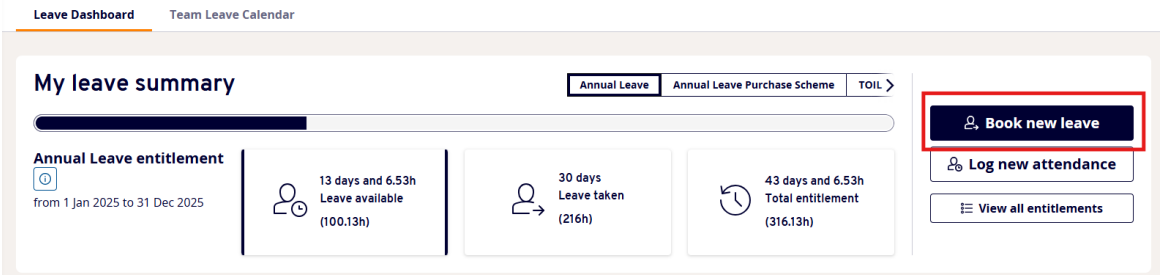 Leave Dashboard
Team Leave Calendar
My leave summary
Annual Leave
Annual Leave Purchase Scheme
TOIL
Book new leave
Log new attendance
View all entitlements
Annual Leave entitlement
from 1 Jan 2025 to 31 Dec 2025
13 days and 6.53h
Leave available
(100.13h)
30 days
Leave taken
(216h)
43 days and 6.53h
Total entitlement
(316.13h)